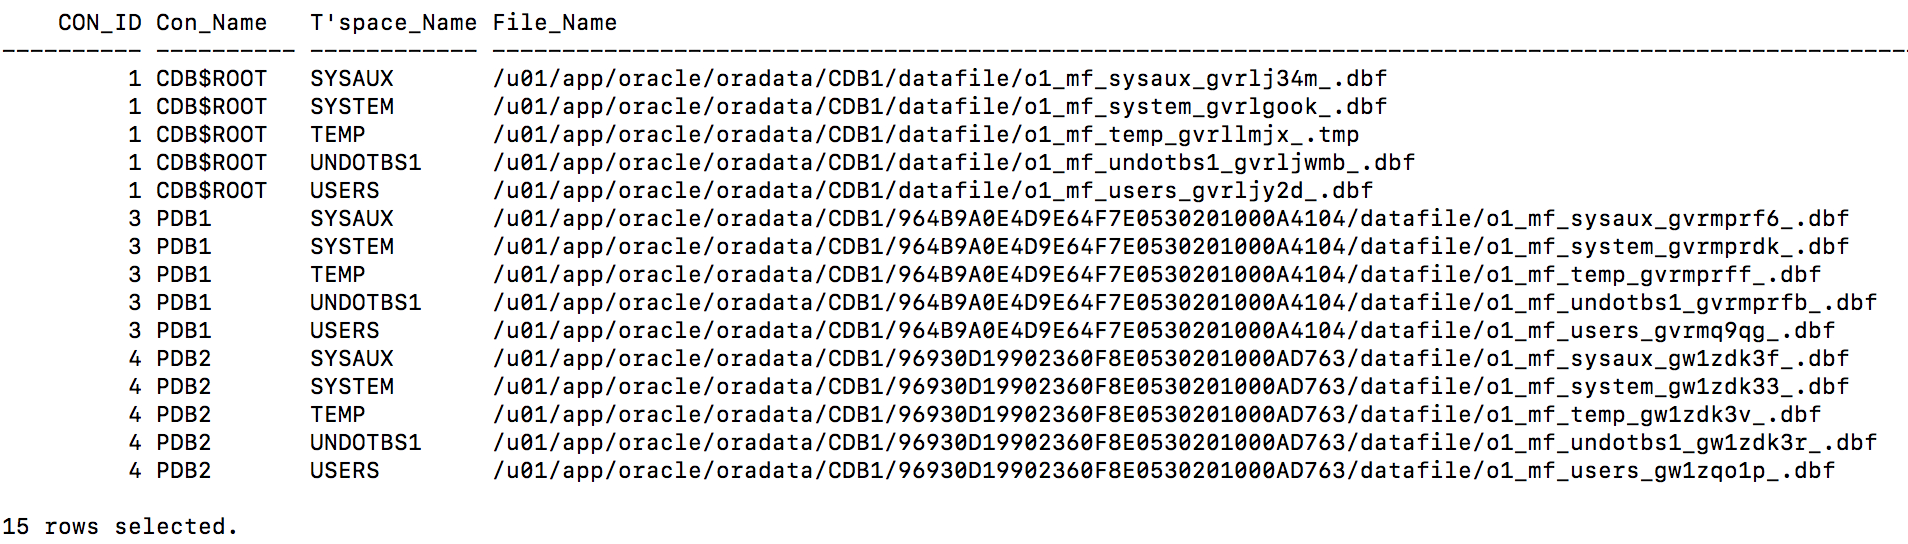 CON_ID Con_Name   T'space_Name File_Name
---------- ---------- ------------ -----------------------------------------------------------------------------------------------------
         1 CDB$ROOT   SYSAUX       /u01/app/oracle/oradata/CDB1/datafile/o1_mf_sysaux_gvrlj34m_.dbf
         1 CDB$ROOT   SYSTEM       /u01/app/oracle/oradata/CDB1/datafile/o1_mf_system_gvrlgook_.dbf
         1 CDB$ROOT   TEMP         /u01/app/oracle/oradata/CDB1/datafile/o1_mf_temp_gvrllmjx_.tmp
         1 CDB$ROOT   UNDOTBS1     /u01/app/oracle/oradata/CDB1/datafile/o1_mf_undotbs1_gvrljwmb_.dbf
         1 CDB$ROOT   USERS        /u01/app/oracle/oradata/CDB1/datafile/o1_mf_users_gvrljy2d_.dbf
         3 PDB1       SYSAUX       /u01/app/oracle/oradata/CDB1/964B9A0E4D9E64F7E0530201000A4104/datafile/o1_mf_sysaux_gvrmprf6_.dbf
         3 PDB1       SYSTEM       /u01/app/oracle/oradata/CDB1/964B9A0E4D9E64F7E0530201000A4104/datafile/o1_mf_system_gvrmprdk_.dbf
         3 PDB1       TEMP         /u01/app/oracle/oradata/CDB1/964B9A0E4D9E64F7E0530201000A4104/datafile/o1_mf_temp_gvrmprff_.dbf
         3 PDB1       UNDOTBS1     /u01/app/oracle/oradata/CDB1/964B9A0E4D9E64F7E0530201000A4104/datafile/o1_mf_undotbs1_gvrmprfb_.dbf
         3 PDB1       USERS        /u01/app/oracle/oradata/CDB1/964B9A0E4D9E64F7E0530201000A4104/datafile/o1_mf_users_gvrmq9qg_.dbf
         4 PDB2       SYSAUX       /u01/app/oracle/oradata/CDB1/96930D19902360F8E0530201000AD763/datafile/o1_mf_sysaux_gw1zdk3f_.dbf
         4 PDB2       SYSTEM       /u01/app/oracle/oradata/CDB1/96930D19902360F8E0530201000AD763/datafile/o1_mf_system_gw1zdk33_.dbf
         4 PDB2       TEMP         /u01/app/oracle/oradata/CDB1/96930D19902360F8E0530201000AD763/datafile/o1_mf_temp_gw1zdk3v_.dbf
         4 PDB2       UNDOTBS1     /u01/app/oracle/oradata/CDB1/96930D19902360F8E0530201000AD763/datafile/o1_mf_undotbs1_gw1zdk3r_.dbf
         4 PDB2       USERS        /u01/app/oracle/oradata/CDB1/96930D19902360F8E0530201000AD763/datafile/o1_mf_users_gw1zqo1p_.dbf

15 rows selected.